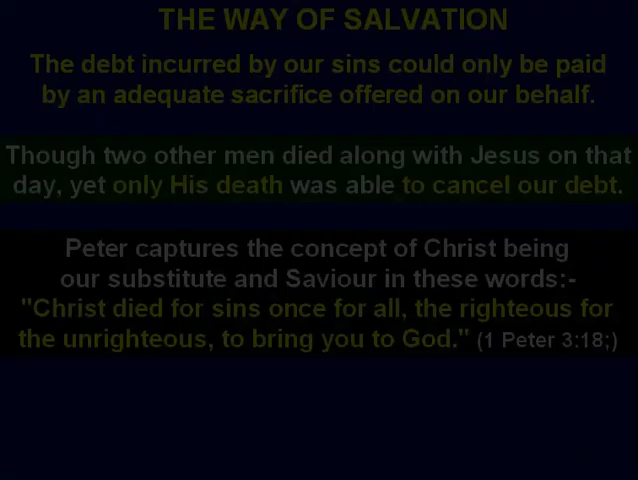 THE WAY OF SALVATION
The debt incurred by our sins could only be paid
by an adequate sacrifice offered on our behalf.
Though two other men died along with Jesus on that
day, yet only His death was able to cancel our debt.
Peter captures the concept of Christ being
our substitute and Saviour in these words:-
"Christ died for sins once for all, the righteous for
the unrighteous, to bring you to God." (1 Peter 3:18;)